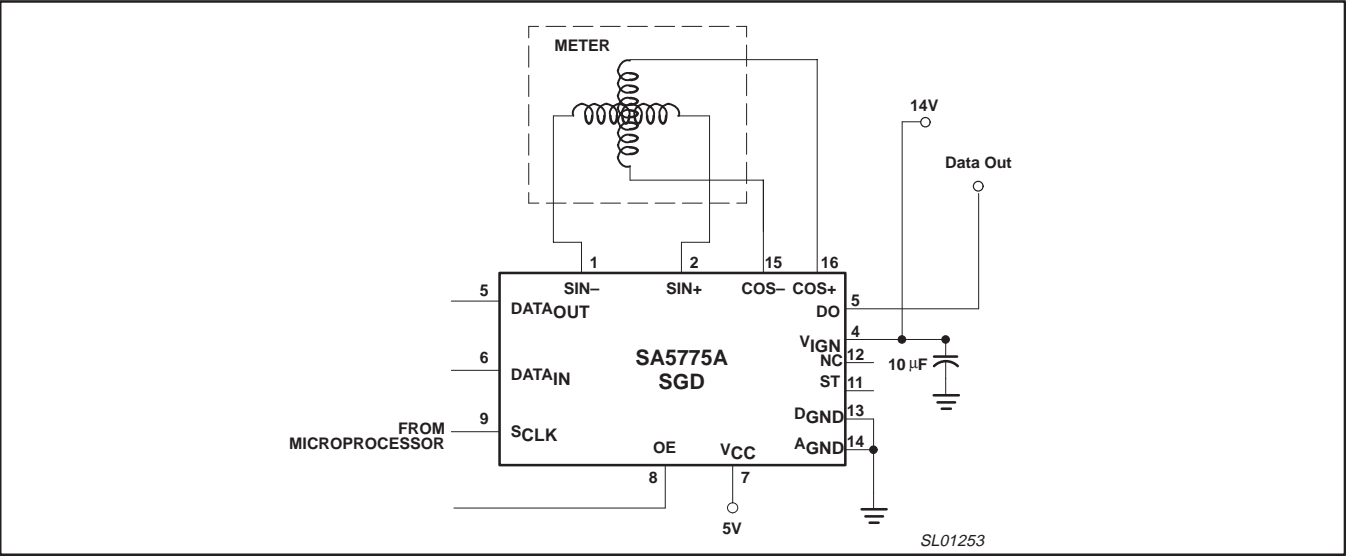 METER
14V
Data Out
1
2
15
16
SIN–
SIN+
COS–
COS+
5
DATAOUT
DO
5
VIGN
4
NC
12
10 µF
6
DATAIN
SA5775A
SGD
ST
11
DGND
13
9
SCLK
FROM
MICROPROCESSOR
AGND
14
OE
VCC
8
7
5V
SL01253